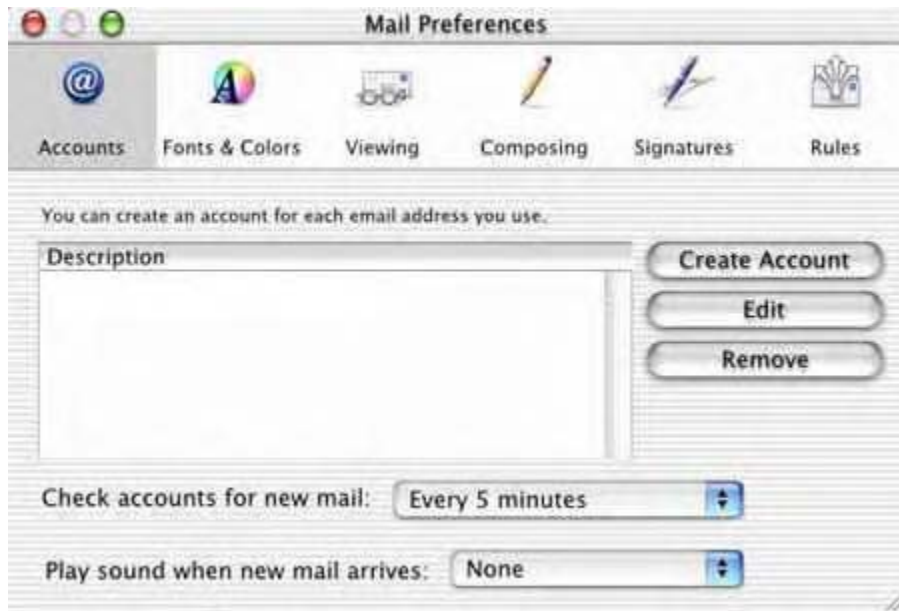 Mail Preferences
@
A
Accounts Fonts & Colors Viewing Composing Signatures Rules
You can create an account for each email address you use.
Description
Create Account
Edit
Remove
Check accounts for new mail: Every 5 minutes
Play sound when new mail arrives: None